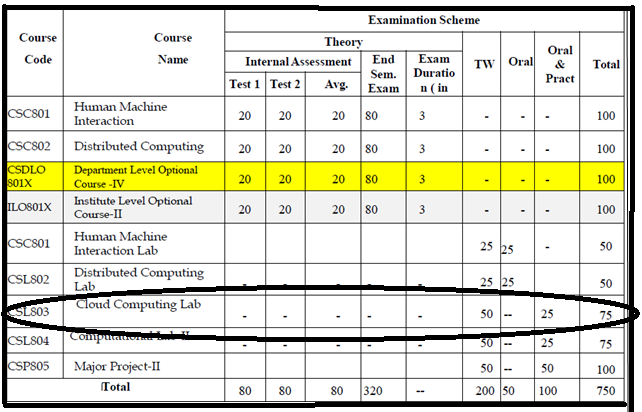 Course Code Course Name Examination Scheme
Theory TW Oral Oral & Pract Total
Internal Assessment End Sem. Exam Exam Duratio n ( in
Test 1 Test 2 Avg.
CSC801 Human Machine Interaction 20 20 20 80 3 - - - 100
CSC802 Distributed Computing 20 20 20 80 3 - - - 100
CSDLO 801X Department Level Optional Course -IV 20 20 20 80 3 - - - 100
ILO801X Institute Level Optional Course-II 20 20 20 80 3 - - - 100
CSC801 Human Machine Interaction Lab 25 25 - 50
CSL802 Distributed Computing Lab - - - - - 25 25 50
CSL803 Cloud Computing Lab - - - - - 50 -- 25 75
CSL804 Computational Lab-II - - - - - 50 -- 25 75
CSP805 Major Project-II - - - - - 50 -- 50 100
Total 80 80 80 320 -- 200 50 100 750